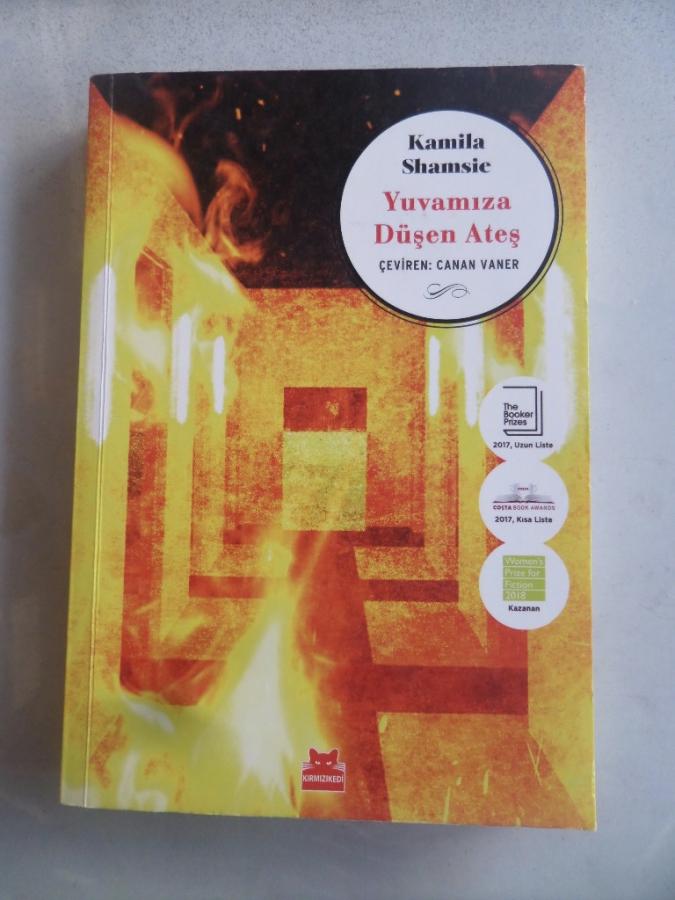 Kamila
Shamsie
Yuvamıza
Düşen Ateş
ÇEVİREN: CANAN VANER
The
Booker
Prizes
2017, Uzun Liste
COSTA BOOK AWARDS
2017, Kısa Liste
Women's
Prize for
Fiction
2018
Kazanan
KIRMIZIKEDİ